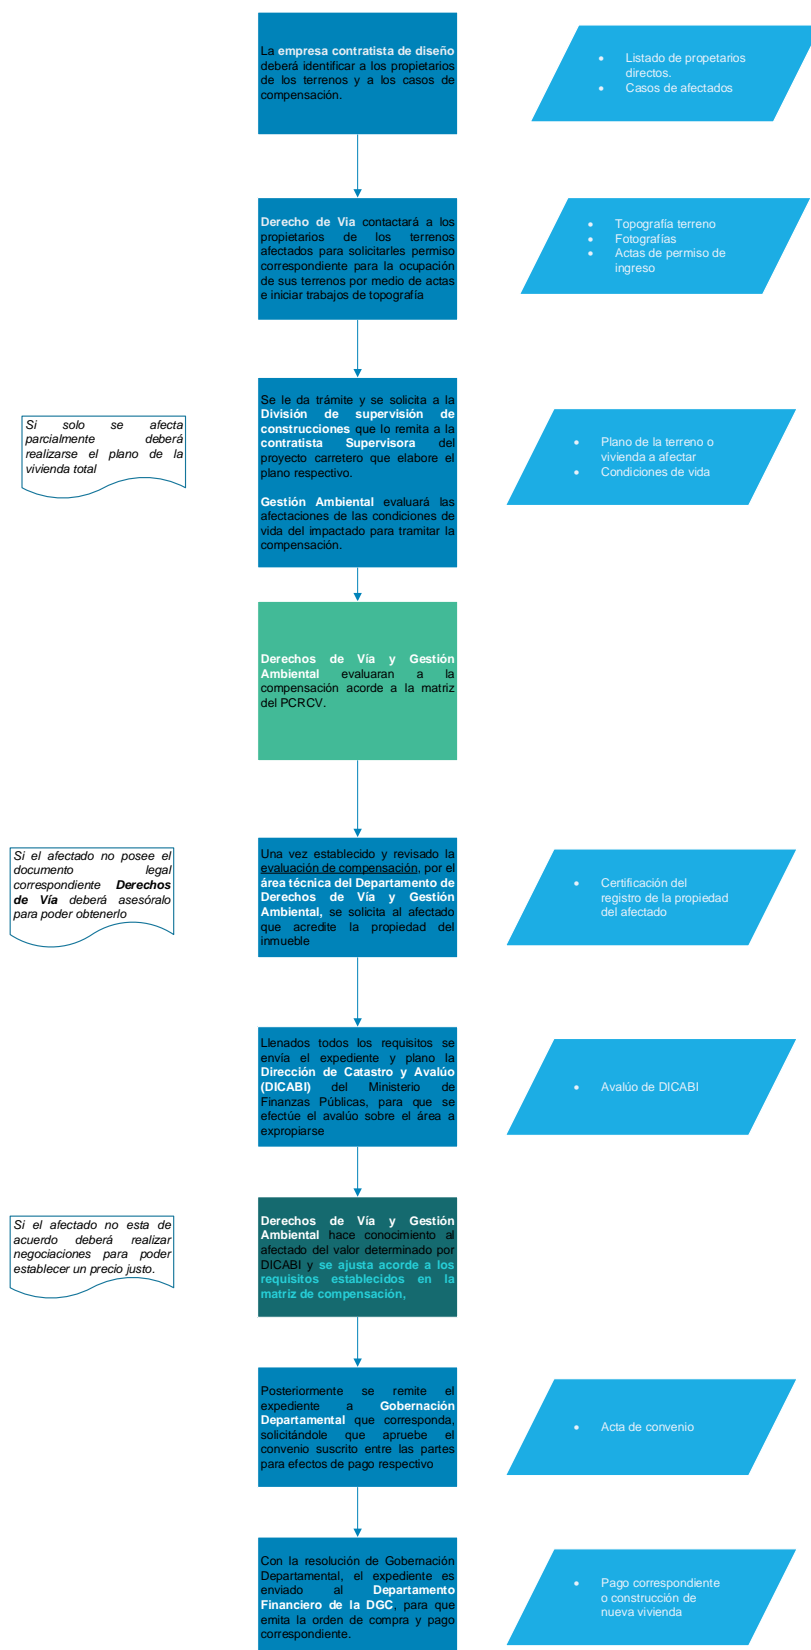 La empresa contratista de diseño
deberá identificar a los propietarios
de los terrenos y a los casos de
compensación.
• Listado de propetarios
directos.
• Casos de afectados
Derecho de Via contactará a los
propietarios de los terrenos
afectados para solicitarles permiso
correspondiente para la ocupación
de sus terrenos por medio de actas
e iniciar trabajos de topografía
• Topografía terreno
• Fotografías
• Actas de permiso de
ingreso
Si solo se afecta
parcialmente deberá
realizarse el plano de la
vivienda total
Se le da trámite y se solicita a la
División de supervisión de
construcciones que lo remita a la
contratista Supervisora del
proyecto carretero que elabore el
plano respectivo.
Gestión Ambiental evaluará las
afectaciones de las condiciones de
vida del impactado para tramitar la
compensación.
• Plano de la terreno o
vivienda a afectar
• Condiciones de vida
Derechos de Vía y Gestión
Ambiental evaluaran a la
compensación acorde a la matriz
del PCRCV.
Si el afectado no posee el
documento legal
correspondiente Derechos
de Vía deberá asesóralo
para poder obtenerlo
Una vez establecido y revisado la
evaluación de compensación, por el
área técnica del Departamento de
Derechos de Vía y Gestión
Ambiental, se solicita al afectado
que acredite la propiedad del
inmueble
• Certificación del
registro de la propiedad
del afectado
Llenados todos los requisitos se
envía el expediente y plano la
Dirección de Catastro y Avalúo
(DICABI) del Ministerio de
Finanzas Públicas, para que se
efectúe el avalúo sobre el área a
expropiarse
• Avalúo de DICABI
Si el afectado no esta de
acuerdo deberá realizar
negociaciones para poder
establecer un precio justo.
Derechos de Vía y Gestión
Ambiental hace conocimiento al
afectado del valor determinado por
DICABI y se ajusta acorde a los
requisitos establecidos en la
matriz de compensación,
Posteriormente se remite el
expediente a Gobernación
Departamental que corresponda,
solicitándole que apruebe el
convenio suscrito entre las partes
para efectos de pago respectivo
• Acta de convenio
Con la resolución de Gobernación
Departamental, el expediente es
enviado al Departamento
Financiero de la DGC, para que
emita la orden de compra y pago
correspondiente.
• Pago correspondiente
o construcción de
nueva vivienda